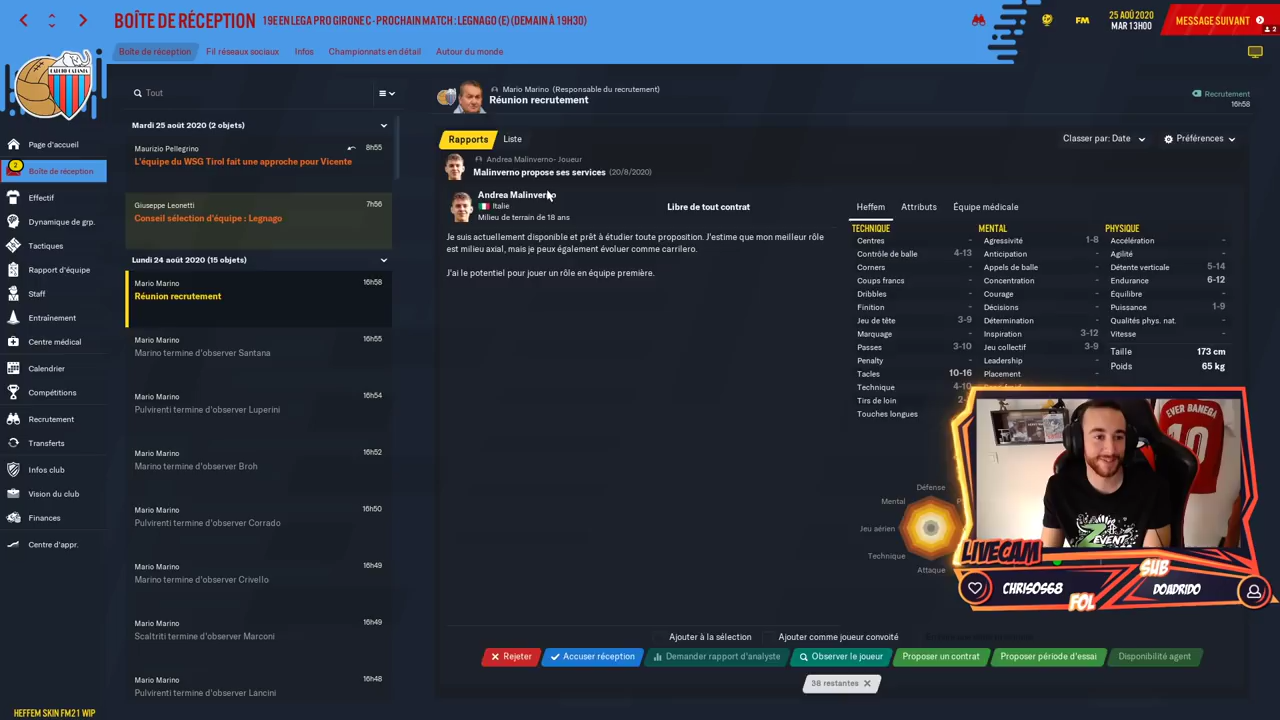 BOÎTE DE RÉCEPTION
19E EN LEGA PRO GIRONE C - PROCHAIN MATCH : LEGNAGO (E) (DEMAIN À 19H30)
FM
25 AOÛ 2020
MAR 13H00
MESSAGE SUIVANT
2
Boîte de réception
Fil réseaux sociaux
Infos
Championnats en détail
Autour du monde
Page d'accueil
2
Boîte de réception
Effectif
Dynamique de grp.
Tactiques
Rapport d'équipe
Staff
Entraînement
Centre médical
Calendrier
Compétitions
Recrutement
Transferts
Infos club
Vision du club
Finances
Centre d'appr.
HEFFEM SKIN FM21 WIP
Tout
Mardi 25 août 2020 (2 objets)
Maurizio Pellegrino
8h55
L'équipe du WSG Tirol fait une approche pour Vicente
Giuseppe Leonetti
7h56
Conseil sélection d'équipe : Legnago
Lundi 24 août 2020 (15 objets)
Mario Marino
16h58
Réunion recrutement
Mario Marino
16h55
Marino termine d'observer Santana
Mario Marino
16h54
Pulvirenti termine d'observer Luperini
Mario Marino
16h52
Marino termine d'observer Broh
Mario Marino
16h50
Pulvirenti termine d'observer Corrado
Mario Marino
16h49
Marino termine d'observer Crivello
Mario Marino
16h49
Scaltriti termine d'observer Marconi
Mario Marino
16h48
Pulvirenti termine d'observer Lancini
Mario Marino (Responsable du recrutement)
Réunion recrutement
Recrutement
16h58
Rapports
Liste
Classer par: Date
Préférences
Andrea Malinverno- Joueur
Malinverno propose ses services (20/8/2020)
Andrea Malinverno
Italie
Milieu de terrain de 18 ans
Libre de tout contrat
Je suis actuellement disponible et prêt à étudier toute proposition. J'estime que mon meilleur rôle
est milieu axial, mais je peux également évoluer comme carrilero.
J'ai le potentiel pour jouer un rôle en équipe première.
Heffem
Attributs
Équipe médicale
TECHNIQUE
Centres -
Contrôle de balle 4-13
Corners -
Coups francs -
Dribbles -
Finition -
Jeu de tête 3-9
Marquage -
Passes 3-10
Penalty -
Tacles 10-16
Technique 4-10
Tirs de loin
Touches longues
MENTAL
Agressivité 1-8
Anticipation -
Appels de balle -
Concentration -
Courage -
Décisions -
Détermination -
Inspiration 3-12
Jeu collectif 3-9
Leadership -
Placement -
PHYSIQUE
Accélération -
Agilité -
Détente verticale 5-14
Endurance 6-12
Équilibre -
Puissance 1-9
Qualités phys. nat. -
Vitesse -
Taille 173 cm
Poids 65 kg
Défense
Mental
Jeu aérien
Technique
Attaque
EVER BANEGA
10
ZEVENT
LIVECAM
SUB
CHRISOS68
FOL
DOADRIDO
Ajouter à la sélection
Ajouter comme joueur convoité
Rejeter
Accuser réception
Demander rapport d'analyste
Observer le joueur
Proposer un contrat
Proposer période d'essai
Disponibilité agent
38 restantes